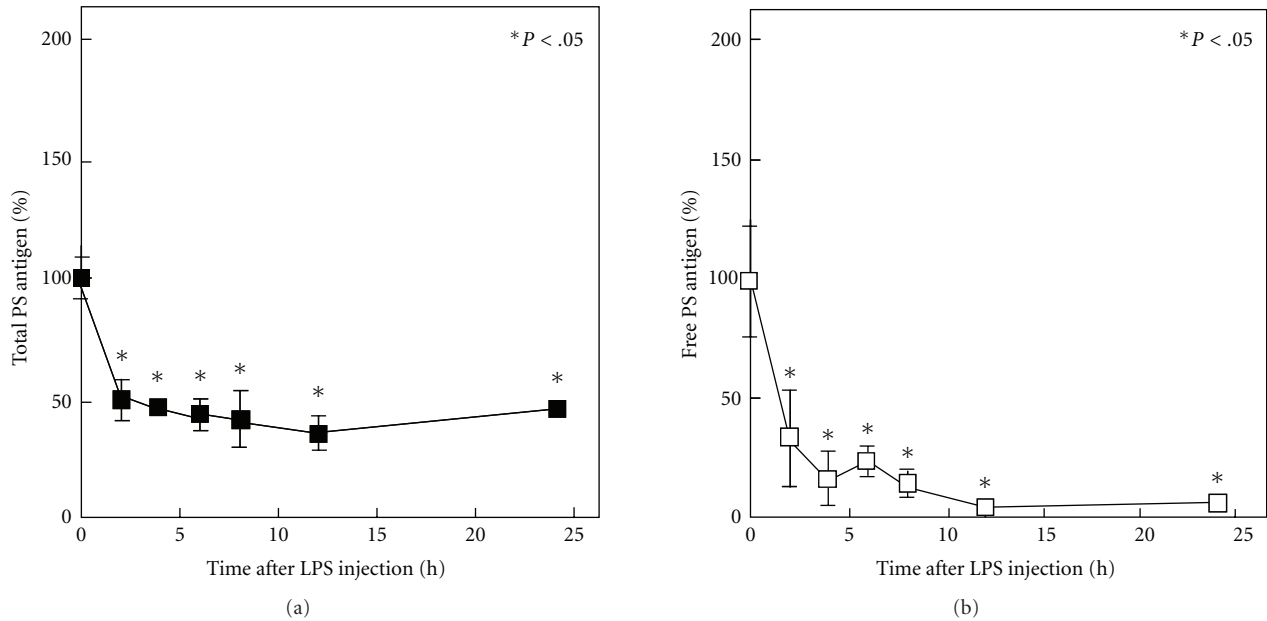 *P < .05
200
150
100
50
0
Total PS antigen (%)
* * * * * *
0 5 10 15 20 25
Time after LPS injection (h)
(a)
*P < .05
200
150
100
50
0
Free PS antigen (%)
* * * * * *
0 5 10 15 20 25
Time after LPS injection (h)
(b)